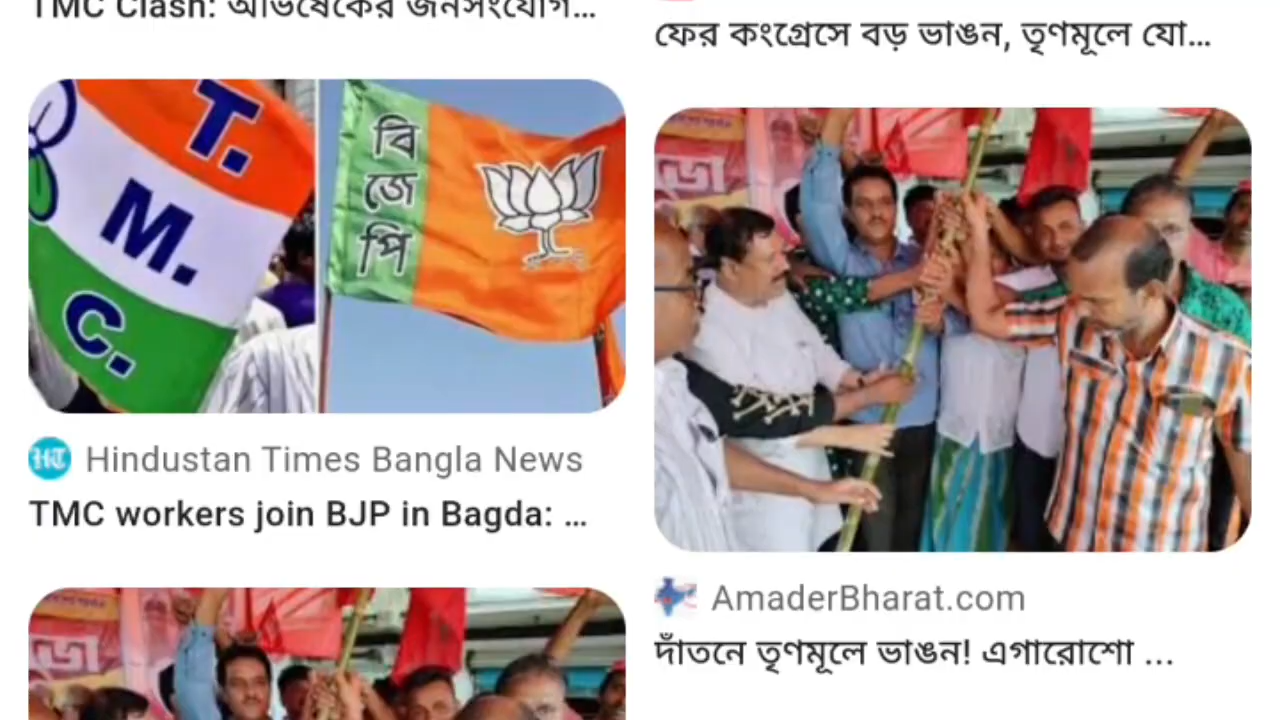 TMC Clash: অভিষেকের জনসংযোগ...
T.
M.
C.
বি
জে
পি
Hindustan Times Bangla News
TMC workers join BJP in Bagda: ...
ফের কংগ্রেসে বড় ভাঙন, তৃণমূলে যো...
AmaderBharat.com
দাঁতনে তৃণমূলে ভাঙন! এগারোশো ...